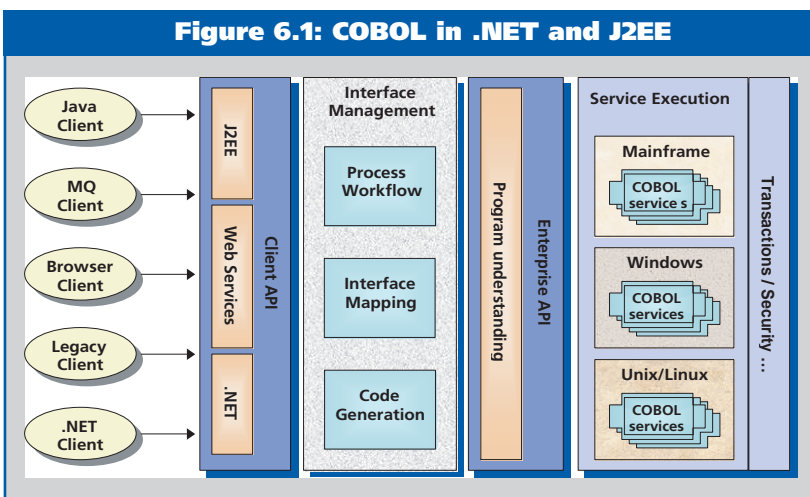 Figure 6.1: COBOL in .NET and J2EE
Java
Client
MQ
Client
Browser
Client
Legacy
Client
.NET
Client
J2EE
Web Services
.NET
Client API
Interface
Management
Process
Workflow
Interface
Mapping
Code
Generation
Program understanding
Enterprise API
Service Execution
Mainframe
COBOL
service s
Windows
COBOL
services
Unix/Linux
COBOL
services
Transactions / Security ...